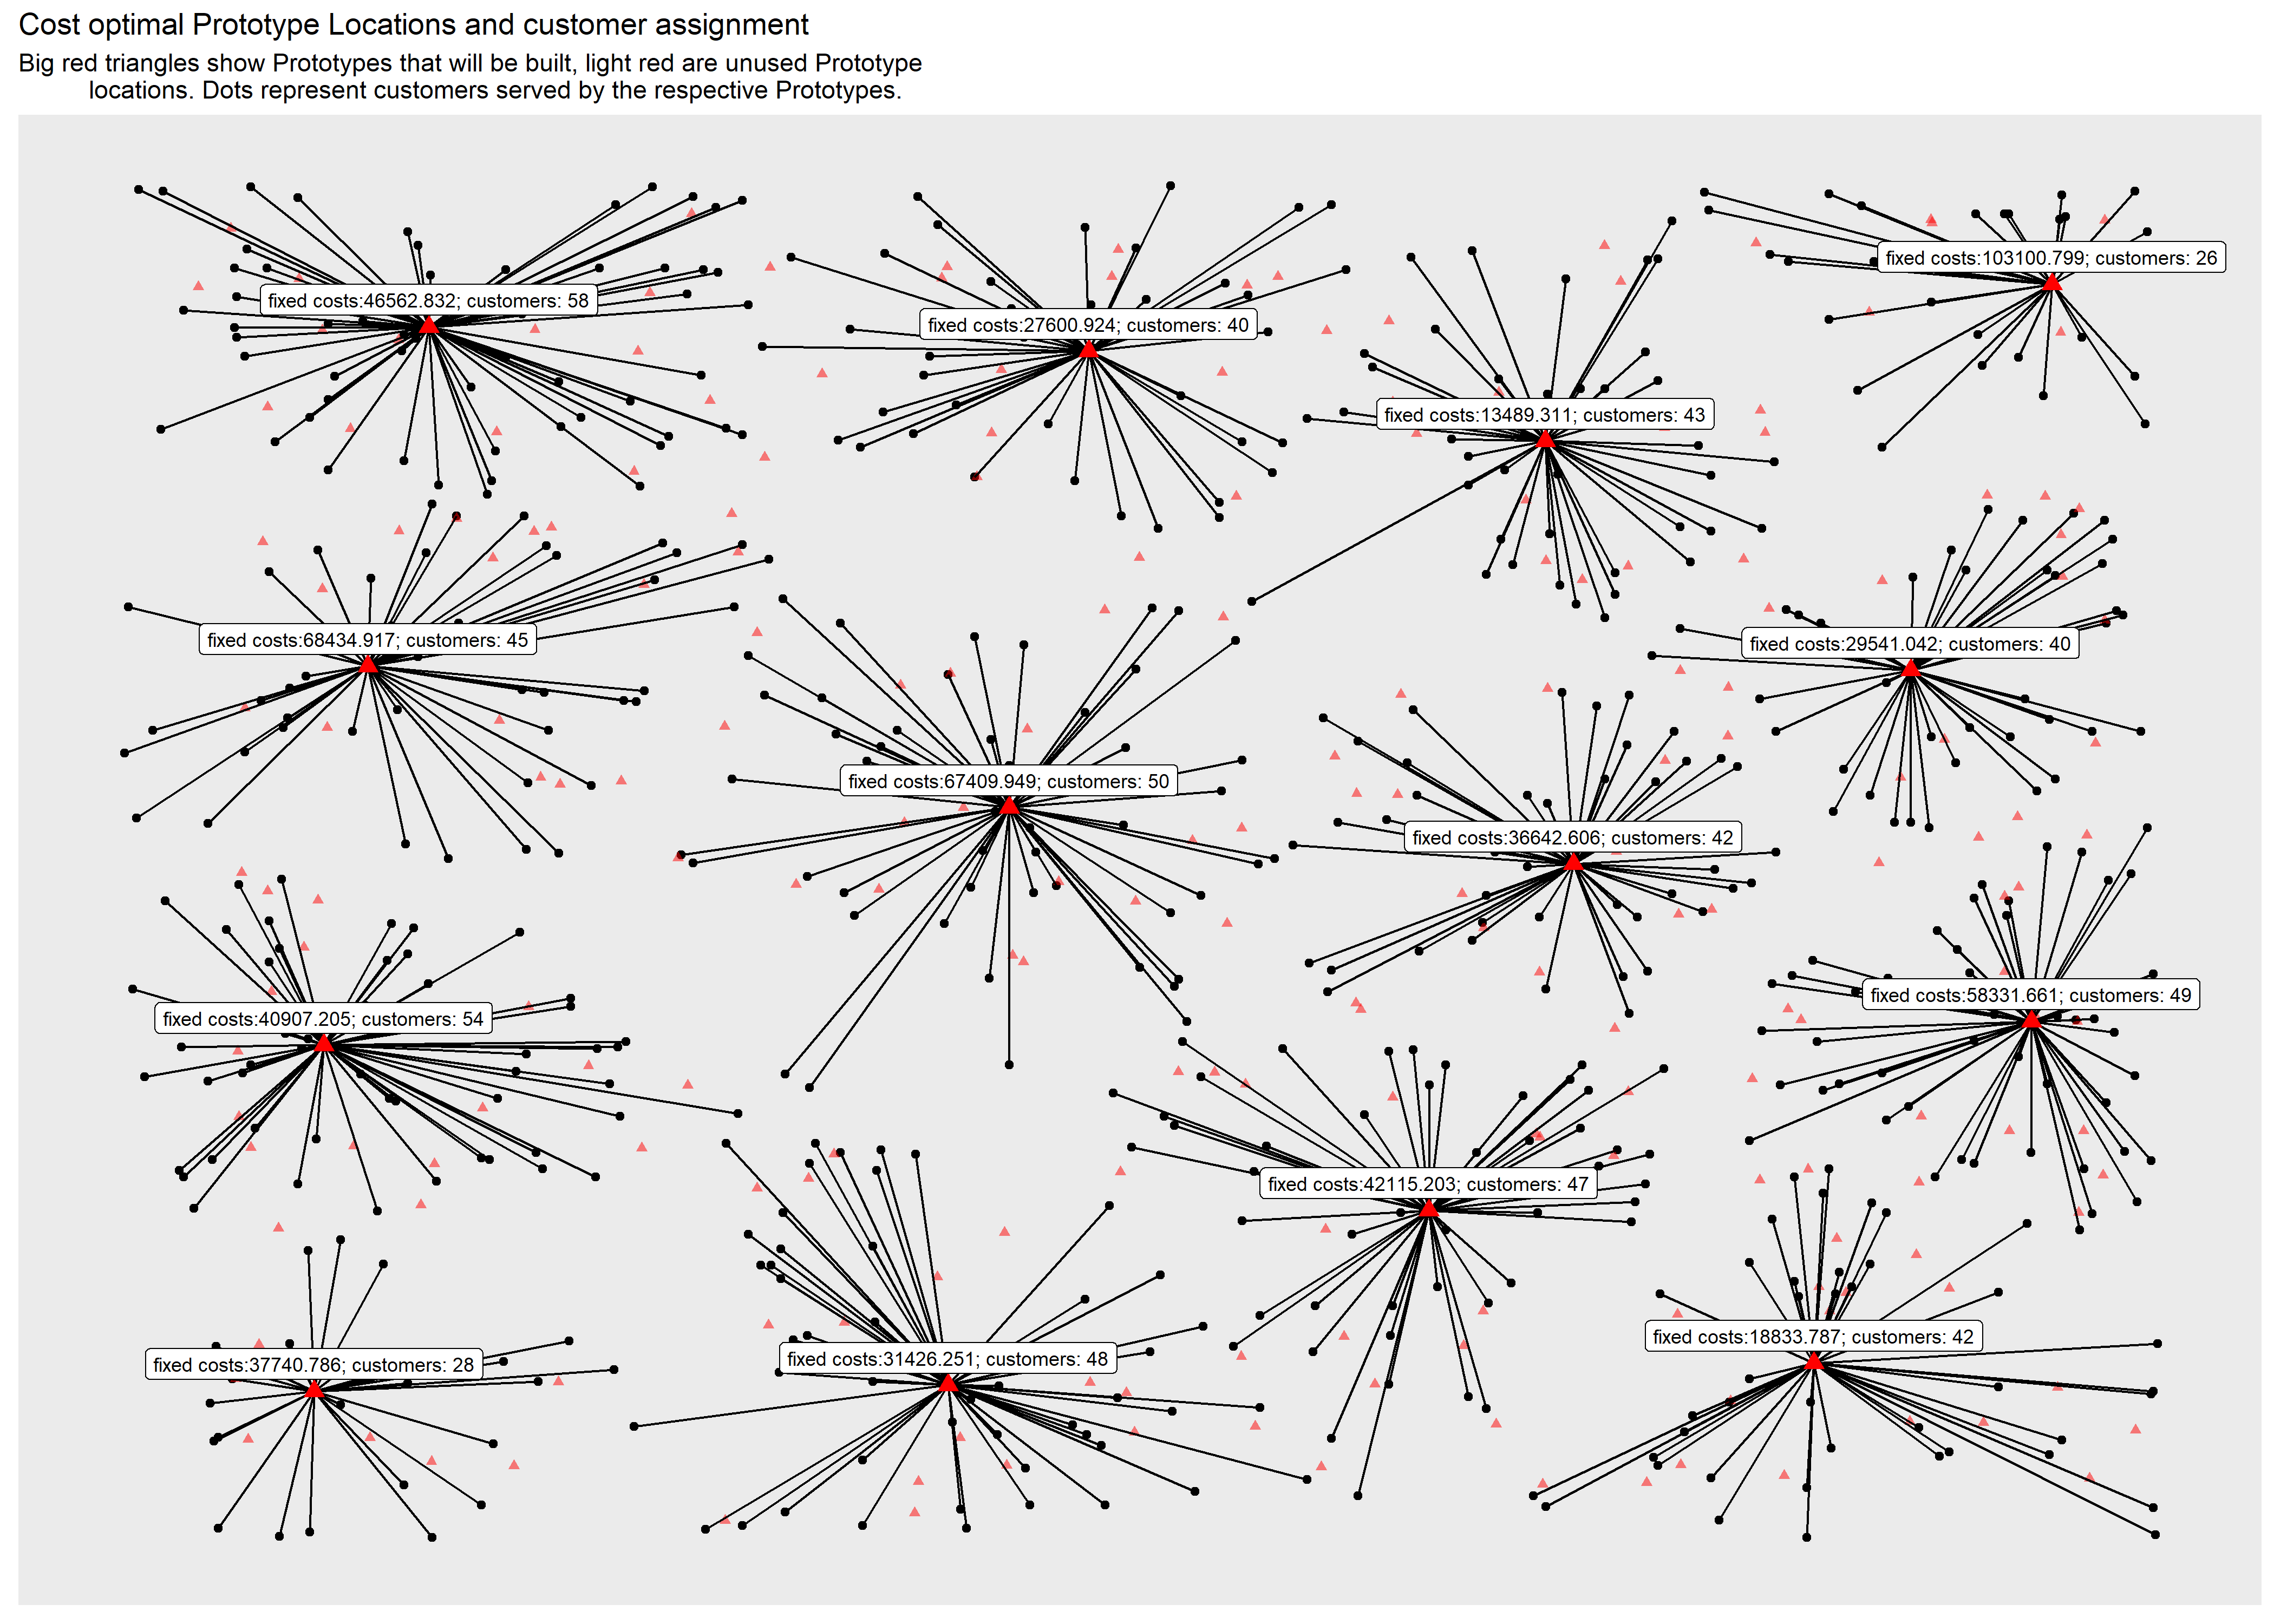 Cost optimal Prototype Locations and customer assignment
Big red triangles show Prototypes that will be built, light red are unused Prototype
locations. Dots represent customers served by the respective Prototypes.
fixed costs:103100.799; customers: 26
fixed costs:46562.832; customers: 58
fixed costs:27600.924; customers: 40
fixed costs:13489.311; customers: 43
fixed costs:68434.917; customers: 45
fixed costs:29541.042; customers: 40
fixed costs:67409.949; customers: 50
fixed costs:36642.606; customers: 42
fixed costs:58331.661; customers: 49
fixed costs:40907.205; customers: 54
fixed costs:42115.203; customers: 47
fixed costs:18833.787; customers: 42
fixed costs:31426.251; customers: 48
fixed costs:37740.786; customers: 28